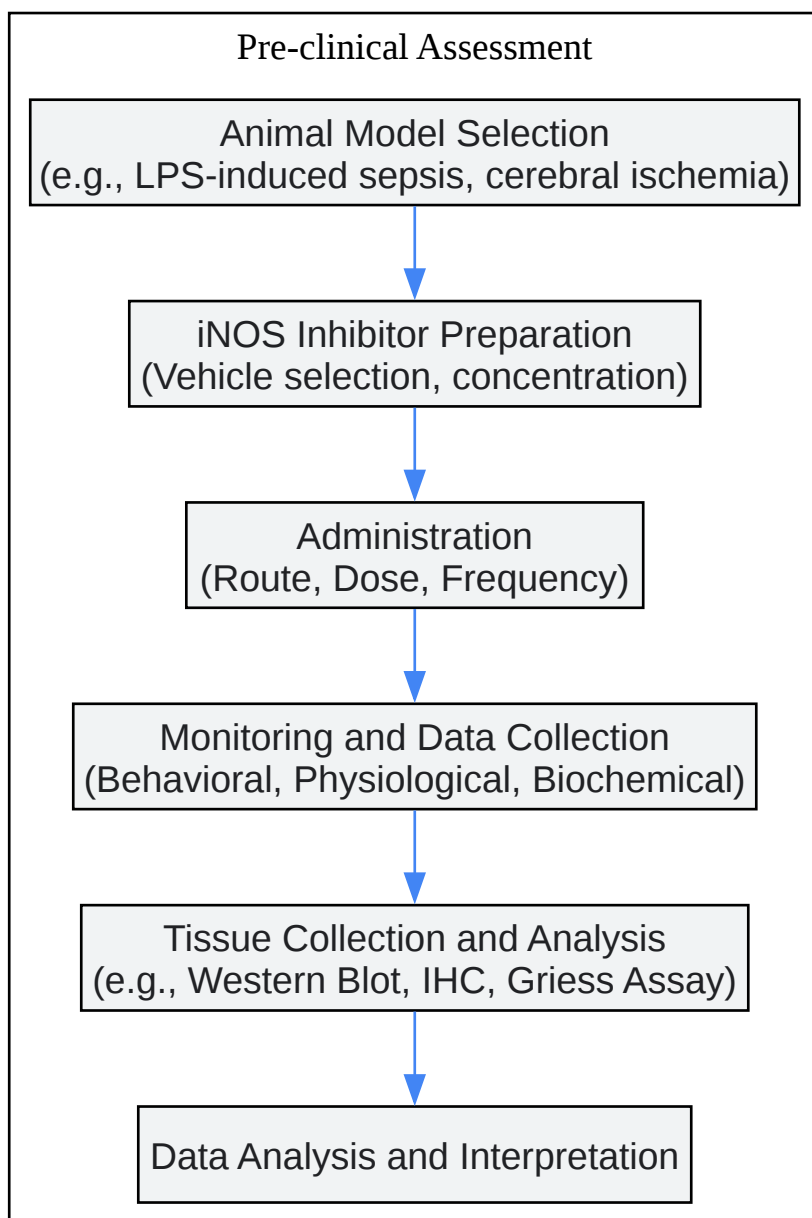 Pre-clinical Assessment
Animal Model Selection
(e.g., LPS-induced sepsis, cerebral ischemia)
iNOS Inhibitor Preparation
(Vehicle selection, concentration)
Administration
(Route, Dose, Frequency)
Monitoring and Data Collection
(Behavioral, Physiological, Biochemical)
Tissue Collection and Analysis
(e.g., Western Blot, IHC, Griess Assay)
Data Analysis and Interpretation